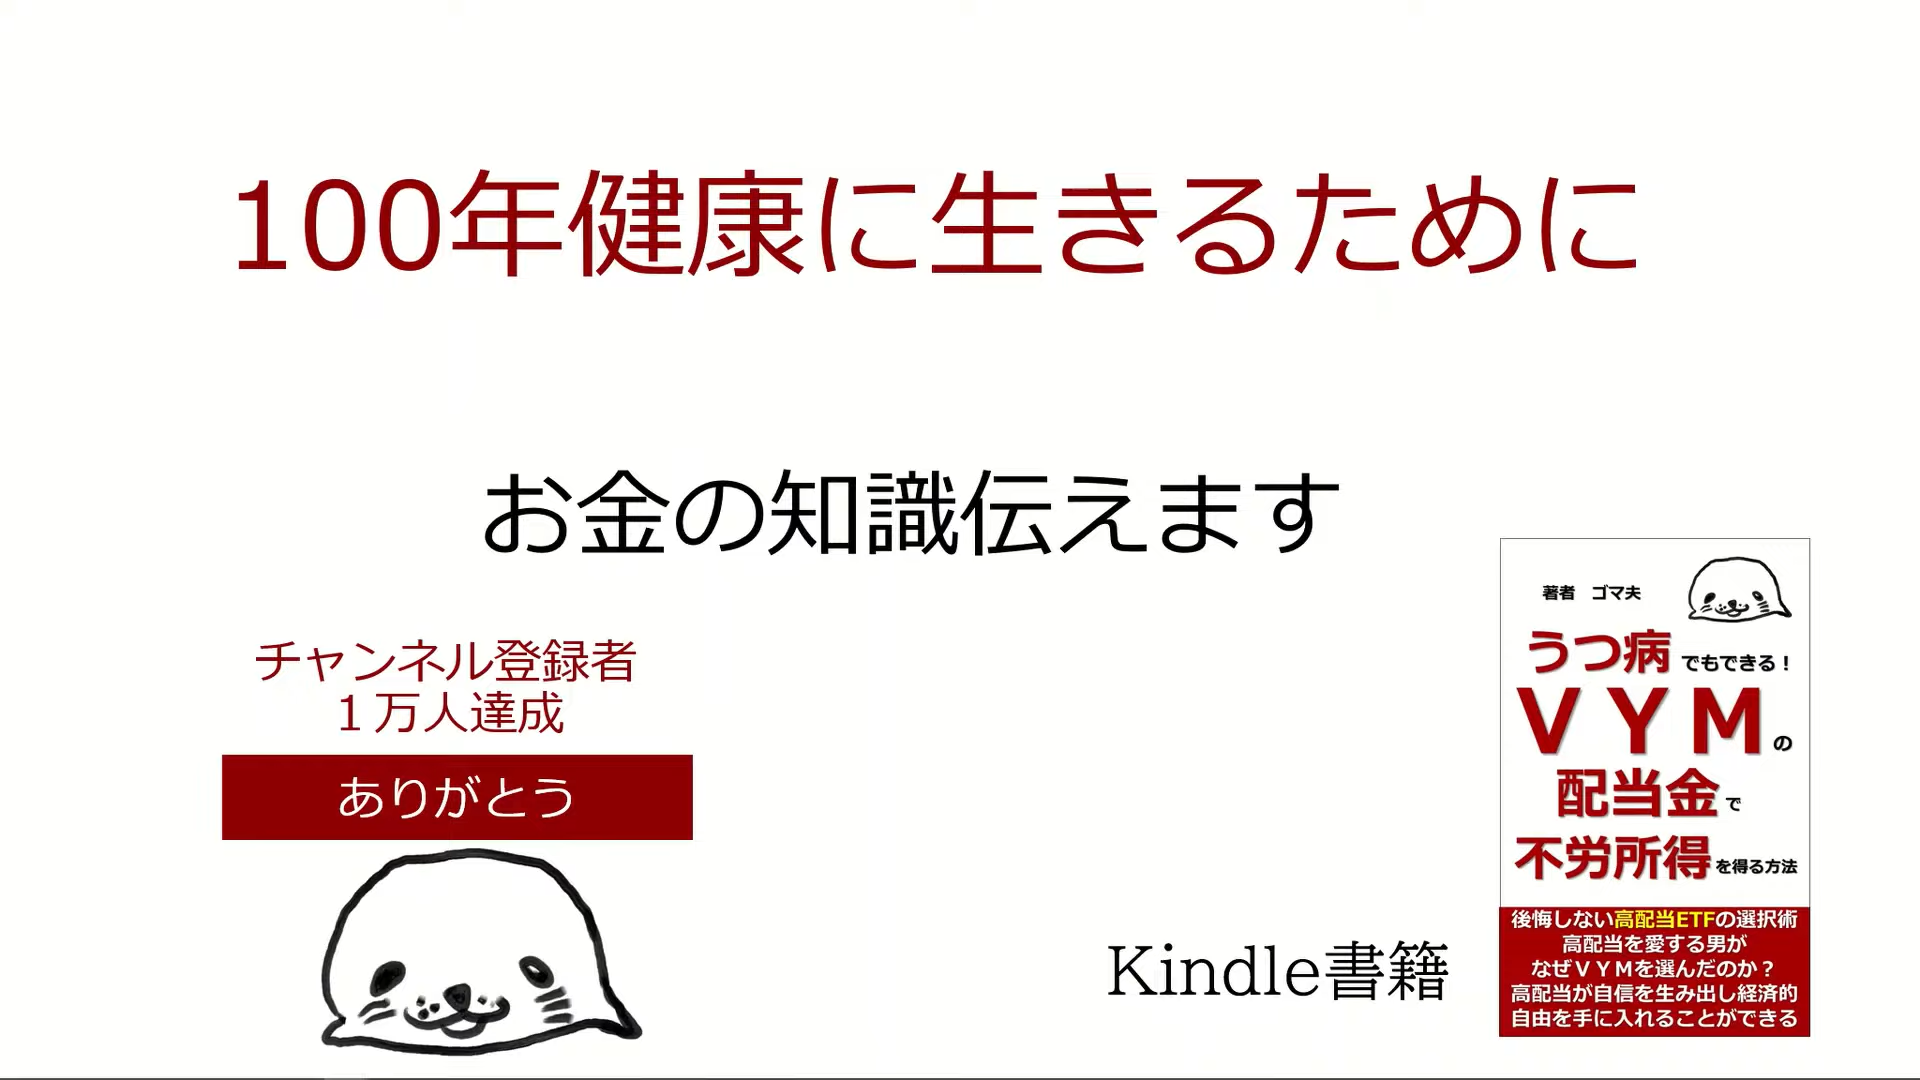 100年健康に生きるために
お金の知識伝えます
チャンネル登録者
１万人達成
ありがとう
Kindle書籍
著者　ゴマ夫
うつ病でもできる！
ＶＹＭの
配当金で
不労所得を得る方法
後悔しない高配当ETFの選択術
高配当を愛する男が
なぜＶＹＭを選んだのか？
高配当が自信を生み出し経済的
自由を手に入れることができる